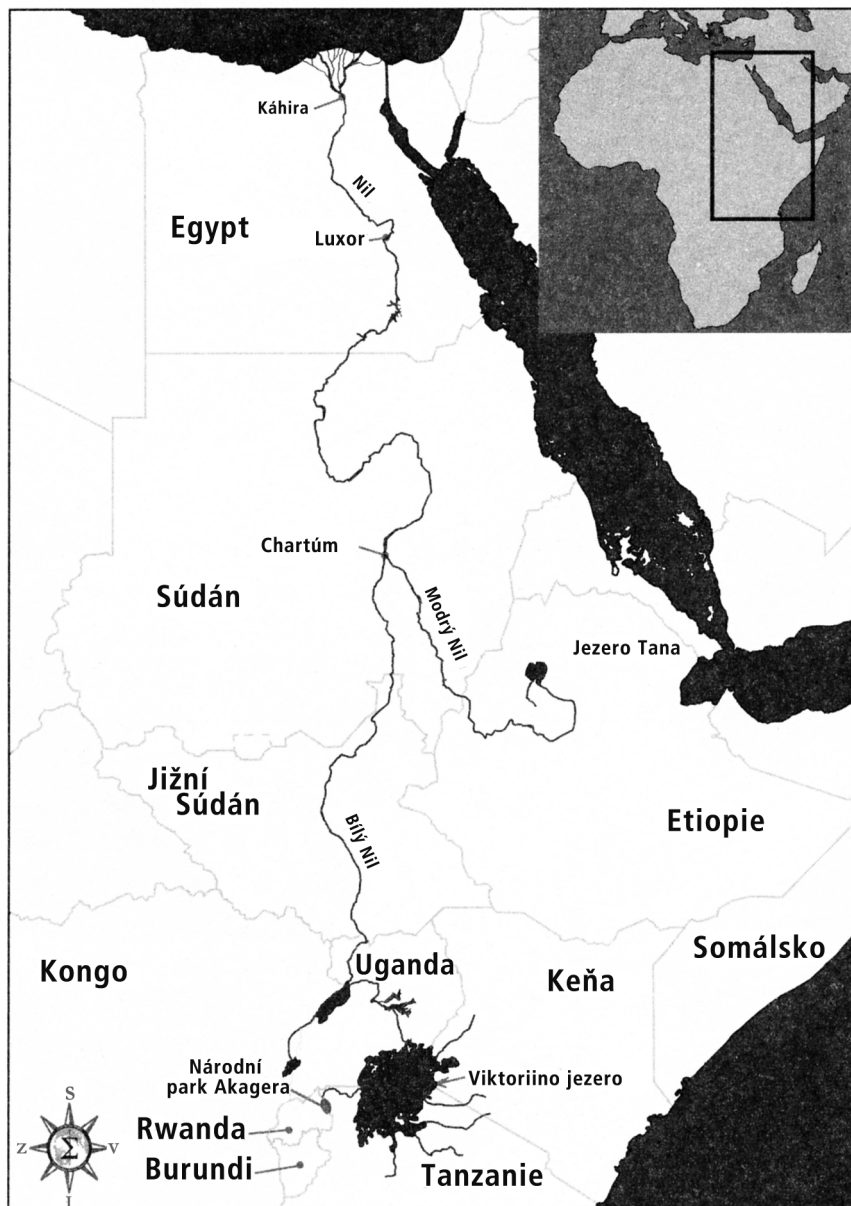 Káhira
Nil
Egypt
Luxor
Chartúm
Súdán
Modrý Nil
Jezero Tana
Jižní
Súdán
Bílý Nil
Etiopie
Somálsko
Uganda
Kongo
Keňa
Národní
park Akagera
Viktoriino jezero
Rwanda
Burundi
Tanzanie
S
Z
Σ
V
J